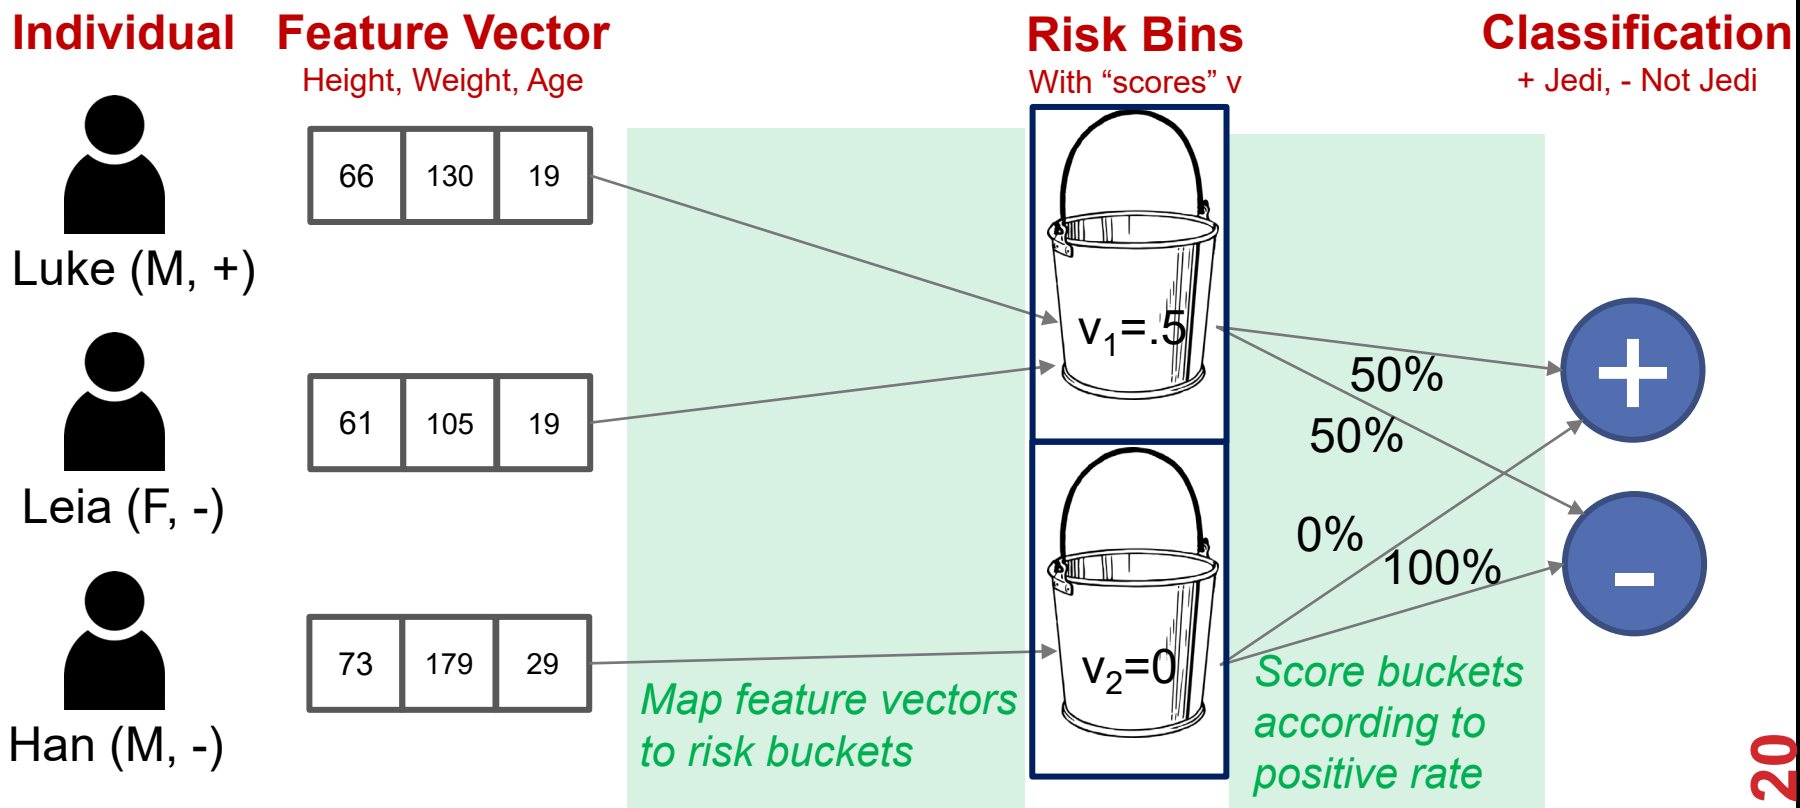 Individual
Feature Vector
Height, Weight, Age
Risk Bins
With “scores” v
Classification
+ Jedi, - Not Jedi
66 130 19
Luke (M, +)
v1=.5
61 105 19
Leia (F, -)
50%
50%
+
0%
100%
-
73 179 29
Han (M, -)
v2=0
Map feature vectors
to risk buckets
Score buckets
according to
positive rate
20